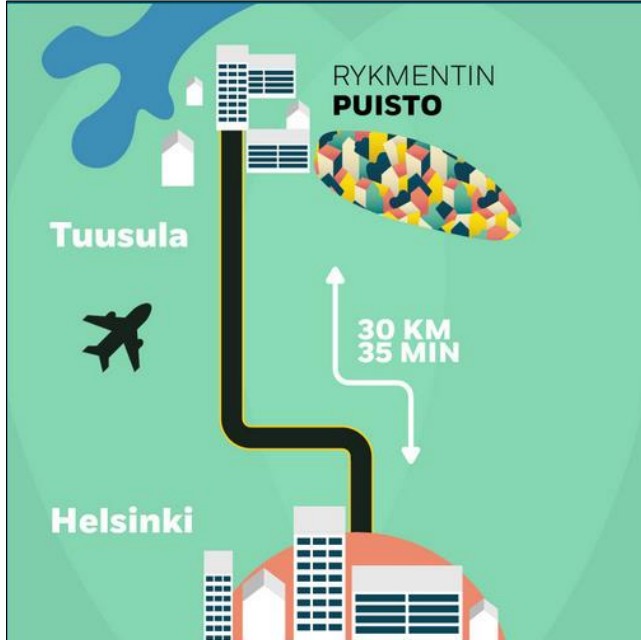 RYKMENTIN
PUISTO
Tuusula
30 KM
35 MIN
Helsinki